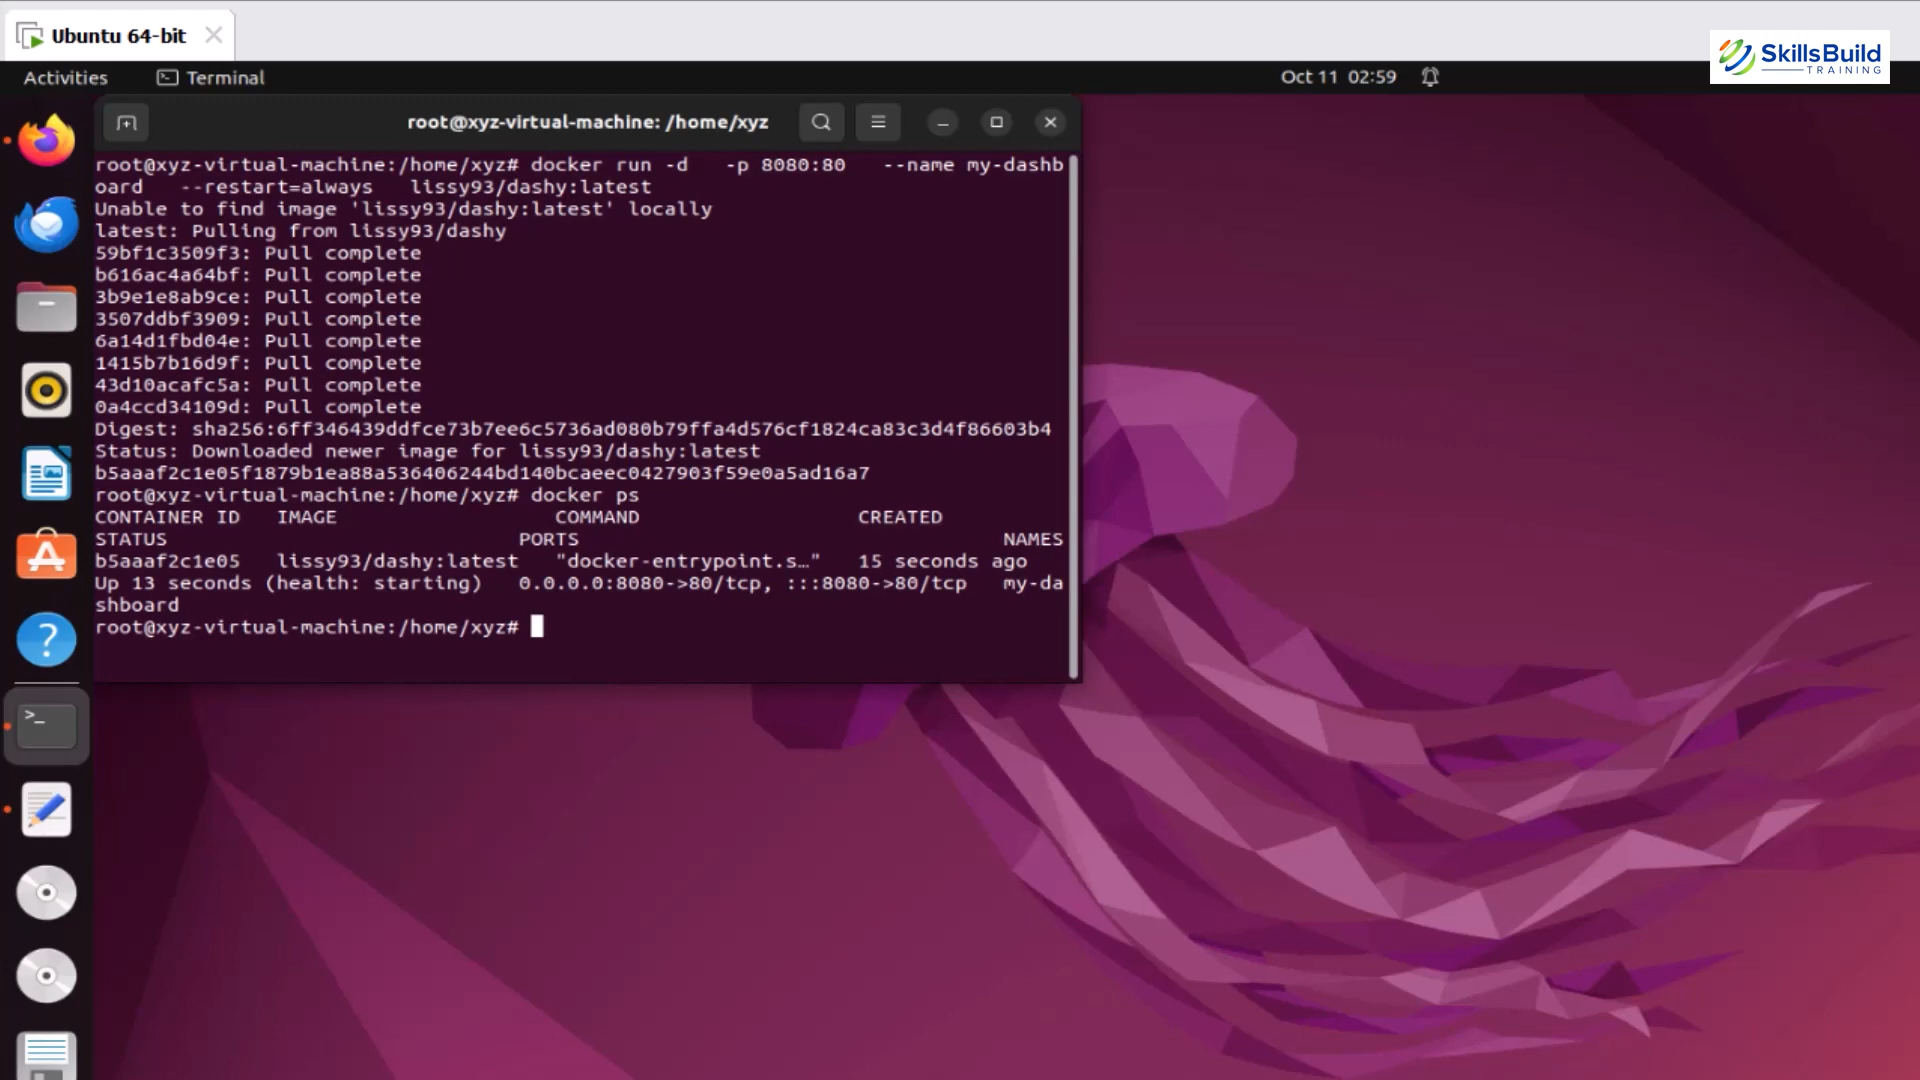 Ubuntu 64-bit
SkillsBuild
TRAINING
Activities
Terminal
Oct 11 02:59
root@xyz-virtual-machine: /home/xyz
root@xyz-virtual-machine:/home/xyz# docker run -d   -p 8080:80   --name my-dashb
oard   --restart=always   lissy93/dashy:latest
Unable to find image 'lissy93/dashy:latest' locally
latest: Pulling from lissy93/dashy
59bf1c3509f3: Pull complete
b616ac4a64bf: Pull complete
3b9e1e8ab9ce: Pull complete
3507ddbf3909: Pull complete
6a14d1fbd04e: Pull complete
1415b7b16d9f: Pull complete
43d10acafc5a: Pull complete
0a4ccd34109d: Pull complete
Digest: sha256:6ff346439ddfce73b7ee6c5736ad080b79ffa4d576cf1824ca83c3d4f86603b4
Status: Downloaded newer image for lissy93/dashy:latest
b5aaaf2c1e05f1879b1ea88a536406244bd140bcaeec0427903f59e0a5ad16a7
root@xyz-virtual-machine:/home/xyz# docker ps
CONTAINER ID   IMAGE                  COMMAND                  CREATED
STATUS                             PORTS                                   NAMES
b5aaaf2c1e05   lissy93/dashy:latest   "docker-entrypoint.s…"   15 seconds ago
Up 13 seconds (health: starting)   0.0.0.0:8080->80/tcp, :::8080->80/tcp   my-da
shboard
root@xyz-virtual-machine:/home/xyz#